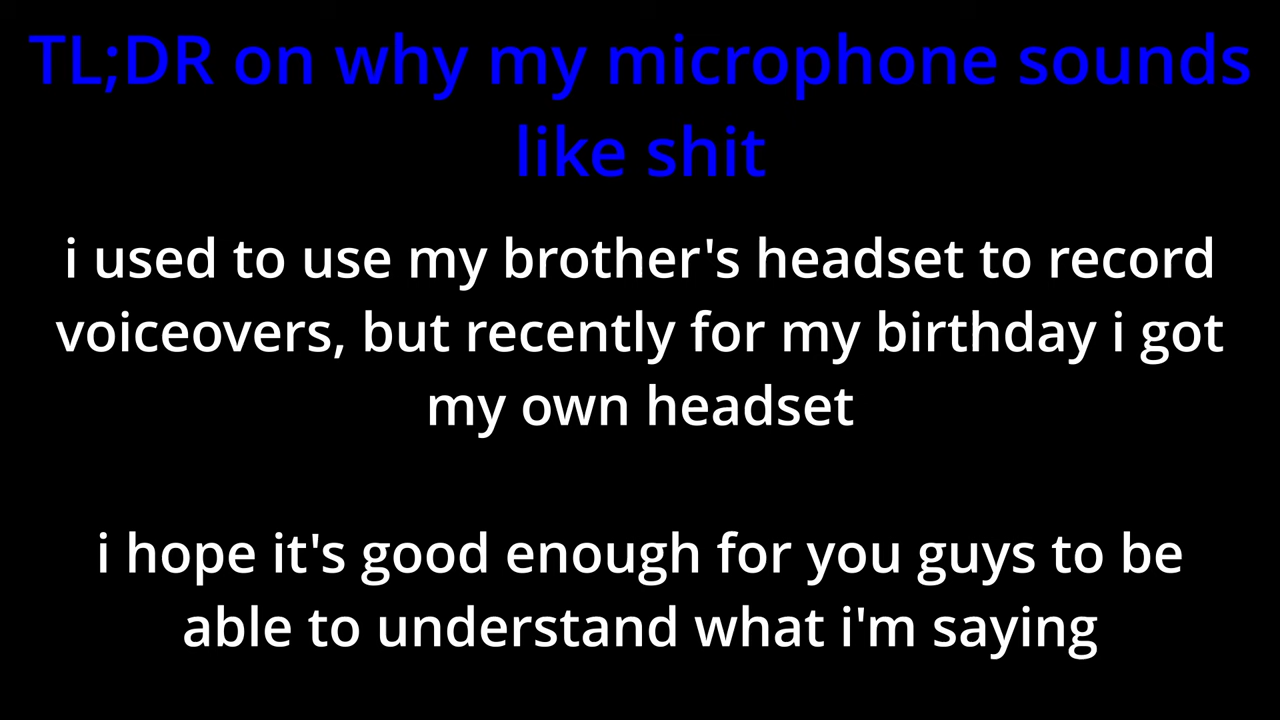 TL;DR on why my microphone sounds
like shit
i used to use my brother's headset to record
voiceovers, but recently for my birthday i got
my own headset
i hope it's good enough for you guys to be
able to understand what i'm saying